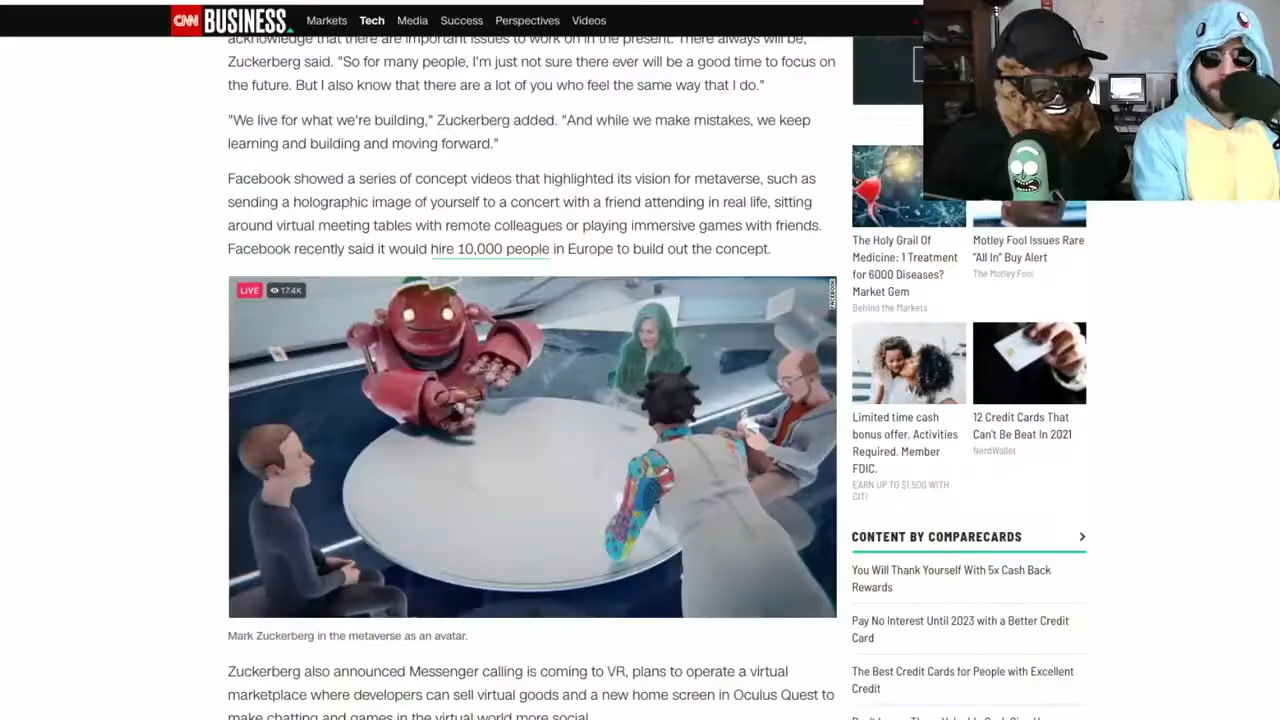 CNN BUSINESS Markets Tech Media Success Perspectives Videos
acknowledge that there are important issues to work on in the present. There always will be,
Zuckerberg said. "So for many people, I'm just not sure there ever will be a good time to focus on
the future. But I also know that there are a lot of you who feel the same way that I do."
"We live for what we're building," Zuckerberg added. "And while we make mistakes, we keep
learning and building and moving forward."
Facebook showed a series of concept videos that highlighted its vision for metaverse, such as
sending a holographic image of yourself to a concert with a friend attending in real life, sitting
around virtual meeting tables with remote colleagues or playing immersive games with friends.
Facebook recently said it would hire 10,000 people in Europe to build out the concept.
LIVE 17.4K
FACEBOOK
Mark Zuckerberg in the metaverse as an avatar.
Zuckerberg also announced Messenger calling is coming to VR, plans to operate a virtual
marketplace where developers can sell virtual goods and a new home screen in Oculus Quest to
make chatting and games in the virtual world more social.
The Holy Grail Of
Medicine: 1 Treatment
for 6000 Diseases?
Market Gem
Behind the Markets
Motley Fool Issues Rare
“All In” Buy Alert
The Motley Fool
Limited time cash
bonus offer. Activities
Required. Member
FDIC.
EARN UP TO $1,500 WITH
CITI
12 Credit Cards That
Can't Be Beat In 2021
NerdWallet
CONTENT BY COMPARECARDS
You Will Thank Yourself With 5x Cash Back
Rewards
Pay No Interest Until 2023 with a Better Credit
Card
The Best Credit Cards for People with Excellent
Credit